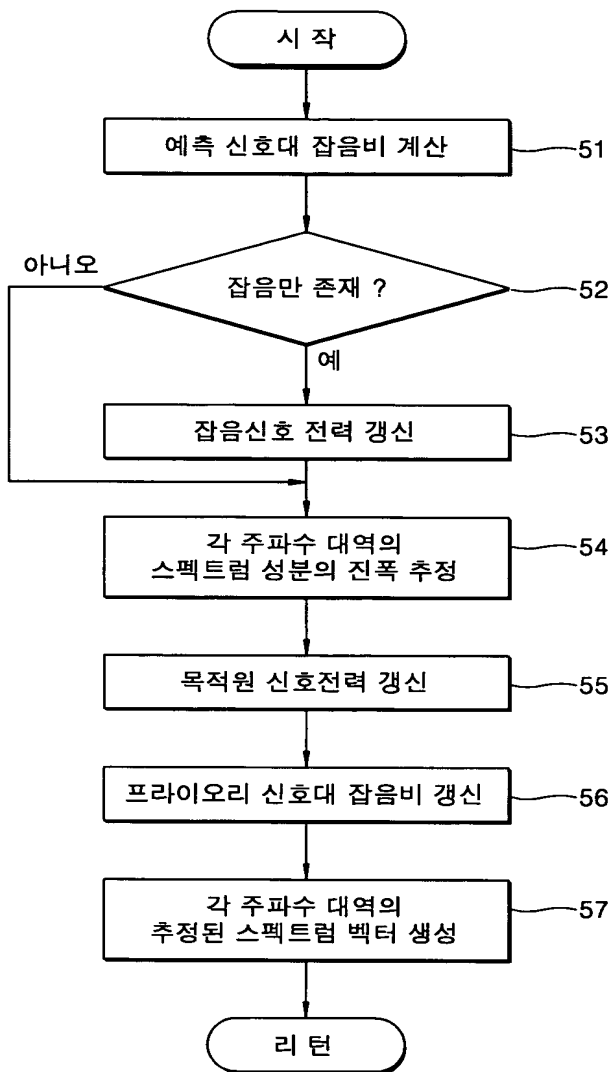 시 작
예측 신호대 잡음비 계산
51
아니오
잡음만 존재 ?
52
예
잡음신호 전력 갱신
53
각 주파수 대역의
스펙트럼 성분의 진폭 추정
54
목적원 신호전력 갱신
55
프라이오리 신호대 잡음비 갱신
56
각 주파수 대역의
추정된 스펙트럼 벡터 생성
57
리 턴